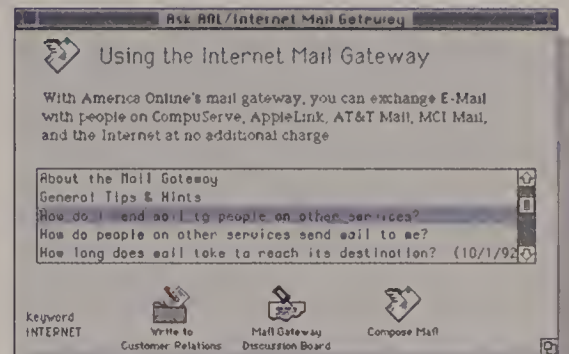 Ask AOL/Internet Mail Gateway
Using the Internet Mail Gateway
With America Online's mail gateway, you can exchange E-Mail
with people on CompuServe, AppleLink, AT&T Mail, MCI Mail,
and the Internet at no additional charge
About the Mail Gateway
General Tips & Hints
How do I send mail to people on other services?
How do people on other services send mail to me?
How long does mail take to reach its destination? (10/1/92
Keyword
INTERNET
Write to
Customer Relations
Mail Gateway
Discussion Board
Compose Mail